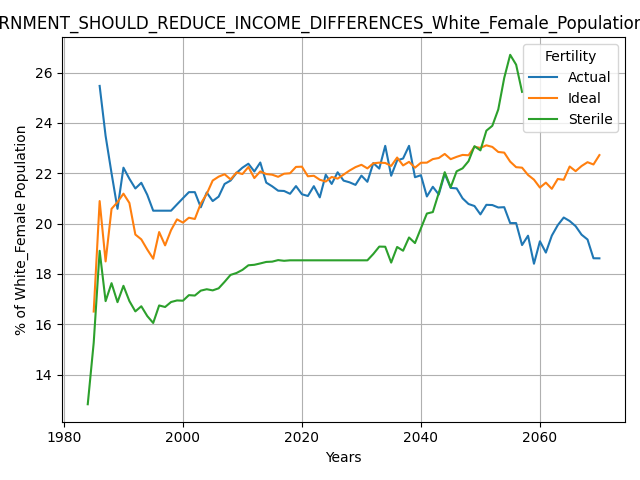 RNMENT_SHOULD_REDUCE_INCOME_DIFFERENCES_White_Female_Population
Fertility
Actual
Ideal
Sterile
% of White_Female Population
26
24
22
20
18
16
14
1980
2000
2020
2040
2060
Years